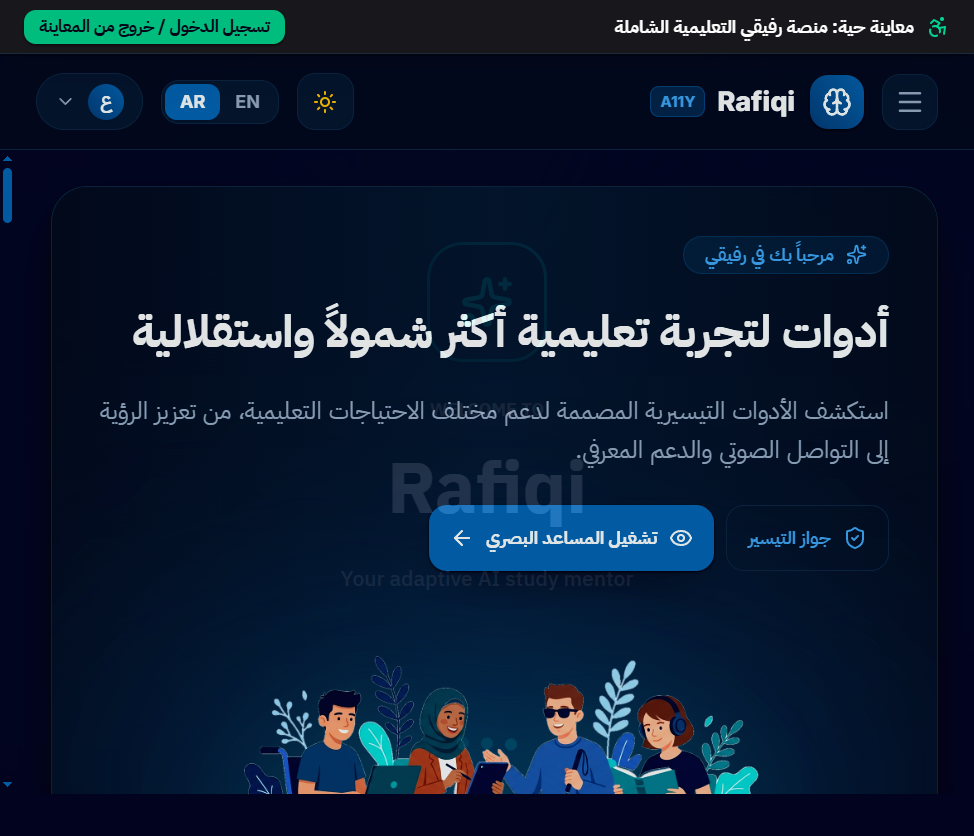 معاينة حية: منصة رفيقي التعليمية الشاملة
تسجيل الدخول / خروج من المعاينة
Rafiqi
A11Y
EN
AR
ع
مرحباً بك في رفيقي
أدوات لتجربة تعليمية أكثر شمولاً واستقلالية
استكشف الأدوات التيسيرية المصممة لدعم مختلف الاحتياجات التعليمية، من تعزيز الرؤية
إلى التواصل الصوتي والدعم المعرفي.
WELCOME TO
Rafiqi
جواز التيسير
تشغيل المساعد البصري
Your adaptive AI study mentor